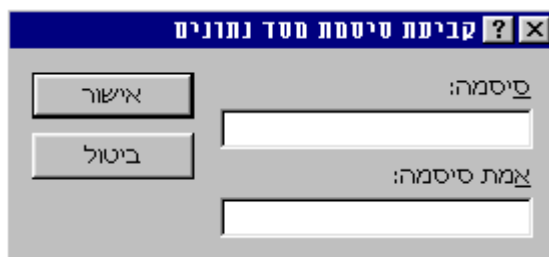 קביעת סיסמת מסד נתונים
סיסמה:
אישור
ביטול
אמת סיסמה: